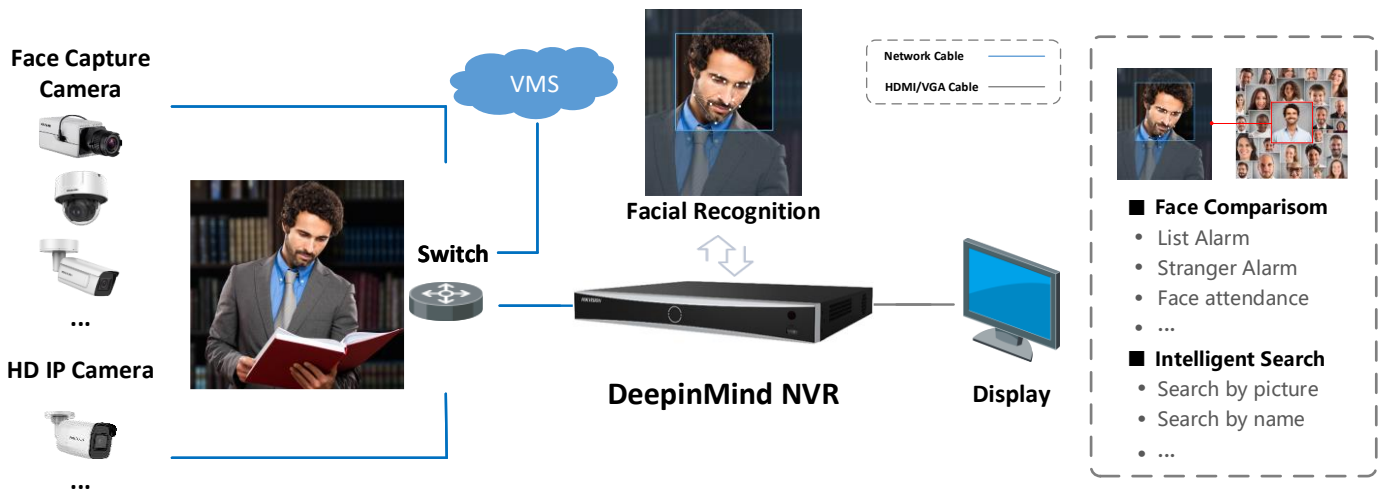 Face Capture
Camera
...
HD IP Camera
...
VMS
Switch
Facial Recognition
HIKVISION
DeepinMind NVR
Display
Network Cable
HDMI/VGA Cable
■ Face Comparisom
• List Alarm
• Stranger Alarm
• Face attendance
• ...
■ Intelligent Search
• Search by picture
• Search by name
• ...